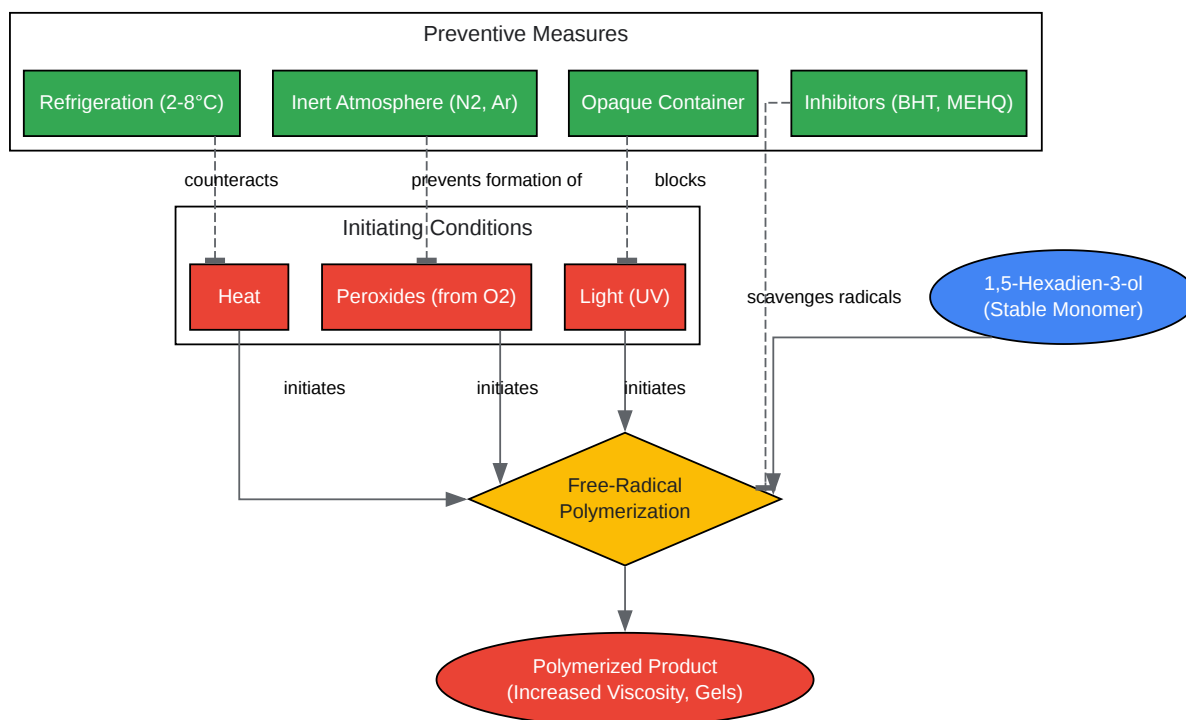 Preventive Measures
Refrigeration (2-8°C)
Inert Atmosphere (N2, Ar)
Opaque Container
Inhibitors (BHT, MEHQ)
counteracts
prevents formation of
blocks
Initiating Conditions
Heat
Peroxides (from O2)
Light (UV)
scavenges radicals
1,5-Hexadien-3-ol
(Stable Monomer)
initiates
initiates
initiates
Free-Radical
Polymerization
Polymerized Product
(Increased Viscosity, Gels)